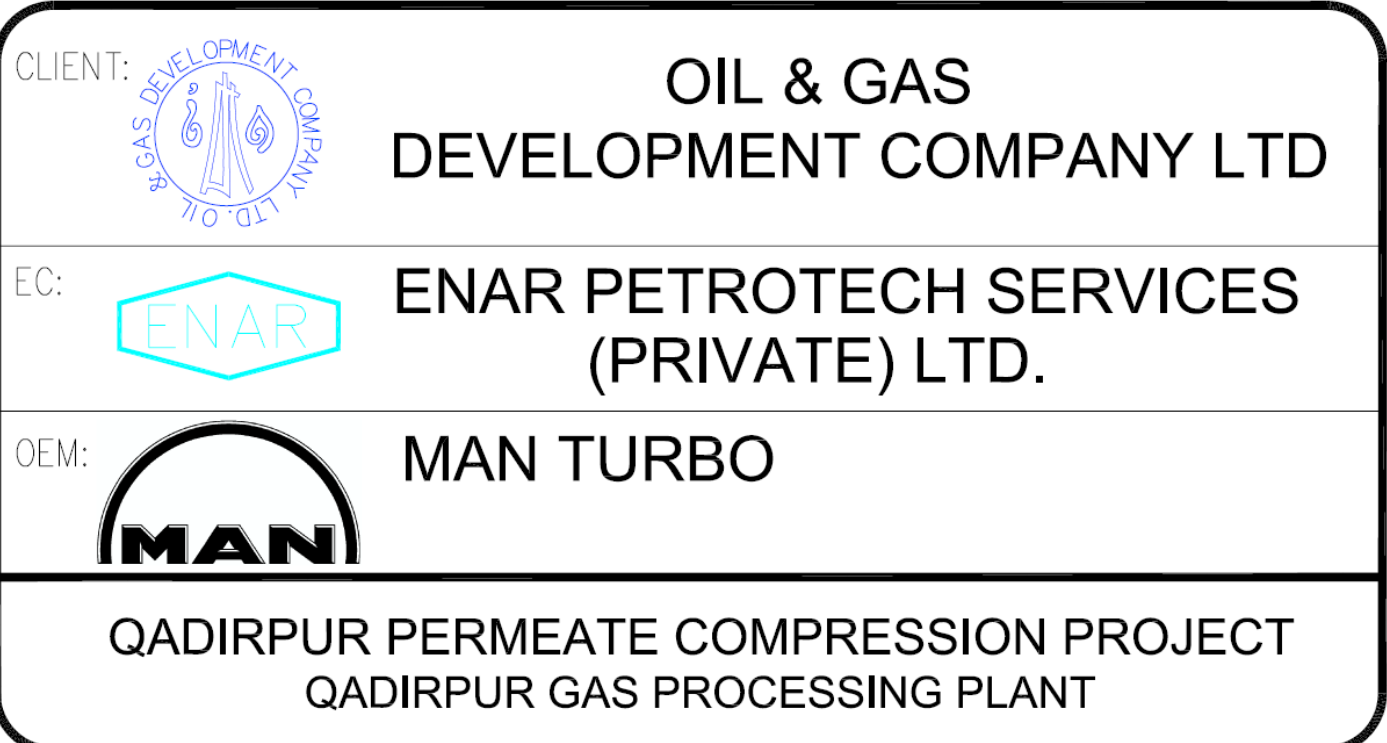 CLIENT:
OIL & GAS DEVELOPMENT COMPANY LTD.
OIL & GAS
DEVELOPMENT COMPANY LTD
EC:
ENAR
ENAR PETROTECH SERVICES
(PRIVATE) LTD.
OEM:
MAN
MAN TURBO
QADIRPUR PERMEATE COMPRESSION PROJECT
QADIRPUR GAS PROCESSING PLANT